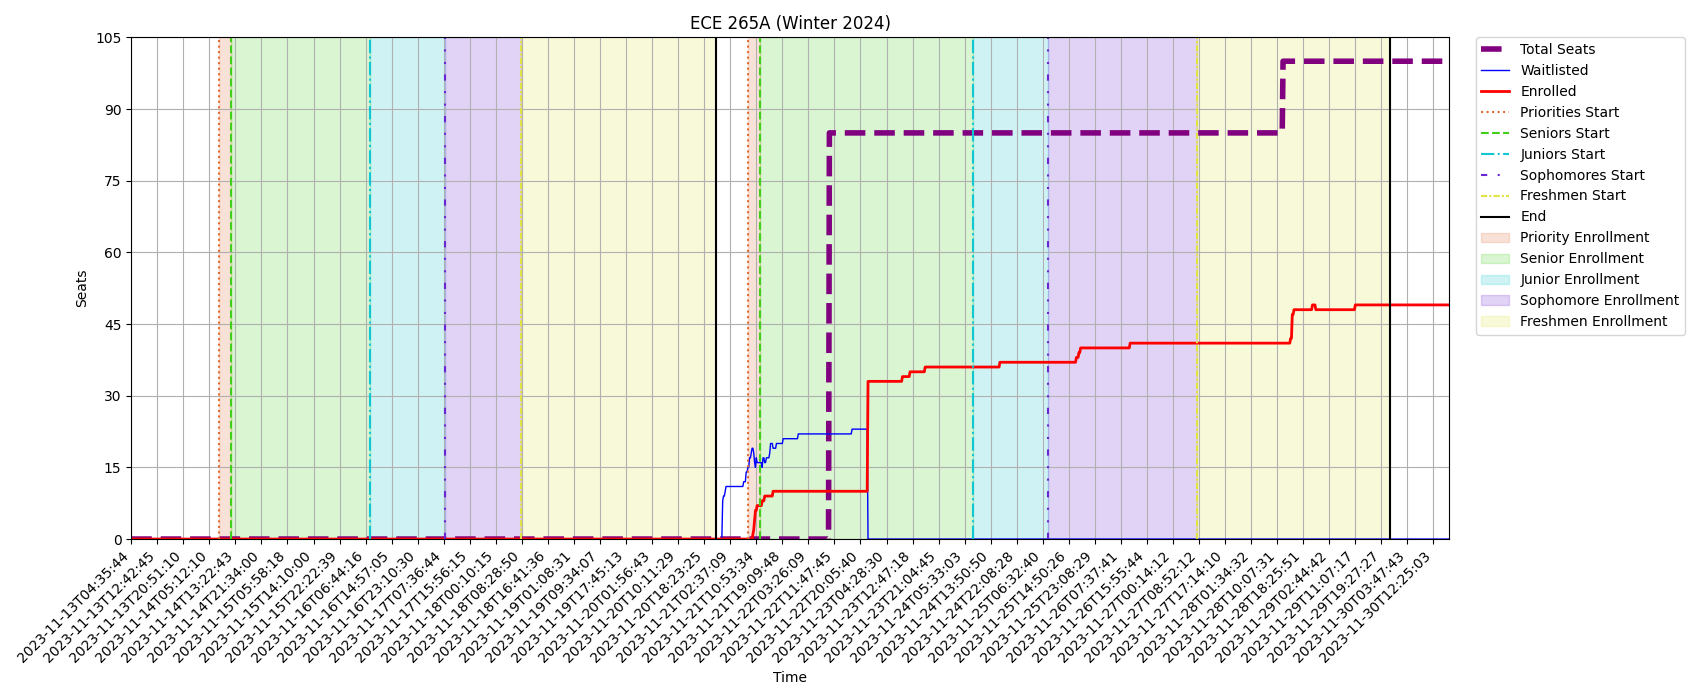 ECE 265A (Winter 2024)
105
90
75
60
45
30
15
0
Seats
2023-11-13T04:35:44
2023-11-13T12:42:45
2023-11-13T20:51:10
2023-11-14T05:12:10
2023-11-14T13:22:43
2023-11-14T21:34:00
2023-11-15T05:58:18
2023-11-15T14:10:00
2023-11-15T22:22:39
2023-11-16T06:44:16
2023-11-16T14:57:05
2023-11-16T23:10:30
2023-11-17T07:36:44
2023-11-17T15:56:15
2023-11-18T00:10:15
2023-11-18T08:28:50
2023-11-18T16:41:36
2023-11-19T01:08:31
2023-11-19T09:34:07
2023-11-19T17:45:13
2023-11-20T01:56:43
2023-11-20T10:11:29
2023-11-20T18:23:25
2023-11-21T02:37:09
2023-11-21T10:53:34
2023-11-21T19:09:48
2023-11-22T03:26:09
2023-11-22T11:47:45
2023-11-22T20:05:40
2023-11-23T04:28:30
2023-11-23T12:47:18
2023-11-23T21:04:45
2023-11-24T05:33:03
2023-11-24T13:50:50
2023-11-24T22:08:28
2023-11-25T06:32:40
2023-11-25T14:50:26
2023-11-25T23:08:29
2023-11-26T07:37:41
2023-11-26T15:55:44
2023-11-27T00:14:12
2023-11-27T08:52:12
2023-11-27T17:14:10
2023-11-28T01:34:32
2023-11-28T10:07:31
2023-11-28T18:25:51
2023-11-29T02:44:42
2023-11-29T11:07:17
2023-11-29T19:27:27
2023-11-30T03:47:43
2023-11-30T12:25:03
Time
Total Seats
Waitlisted
Enrolled
Priorities Start
Seniors Start
Juniors Start
Sophomores Start
Freshmen Start
End
Priority Enrollment
Senior Enrollment
Junior Enrollment
Sophomore Enrollment
Freshmen Enrollment